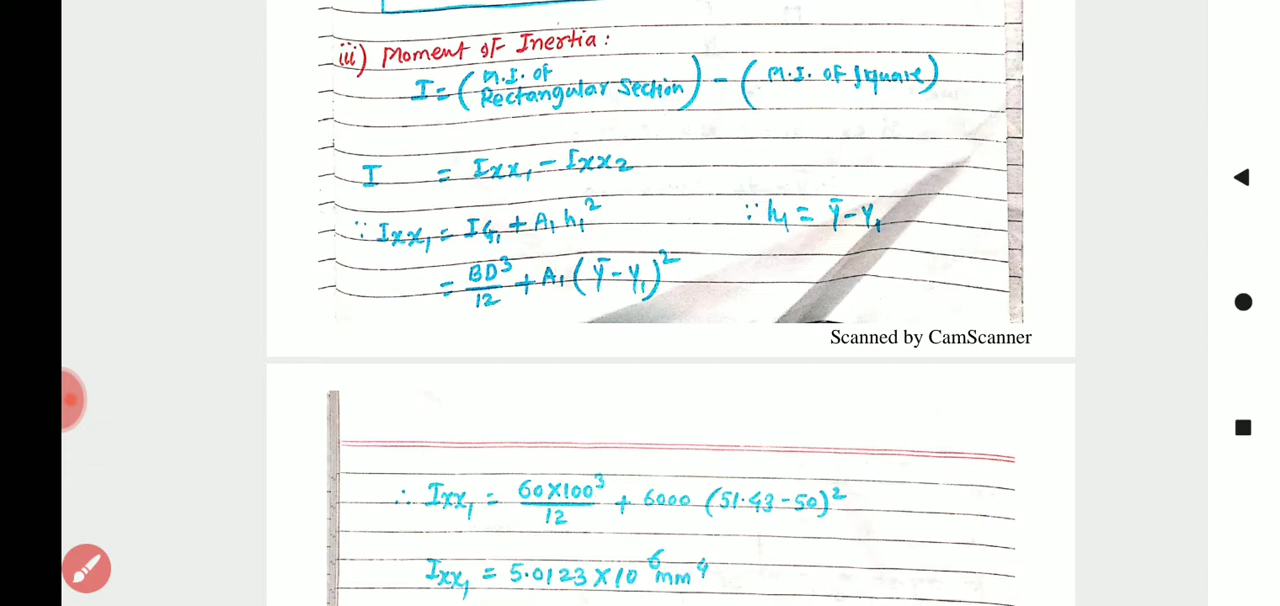 iii) Moment of Inertia :
I = (M.I. of Rectangular Section) - (M.I. of square)
I = Ixx₁ - Ixx₂
∵ Ixx₁ = IG₁ + A₁h₁² ∵ h₁ = ȳ - y₁
= BD³/12 + A₁(ȳ - y₁)²
Scanned by CamScanner
∴ Ixx₁ = 60×100³/12 + 6000 (51.43 - 50)²
Ixx₁ = 5.0123 × 10⁶ mm⁴